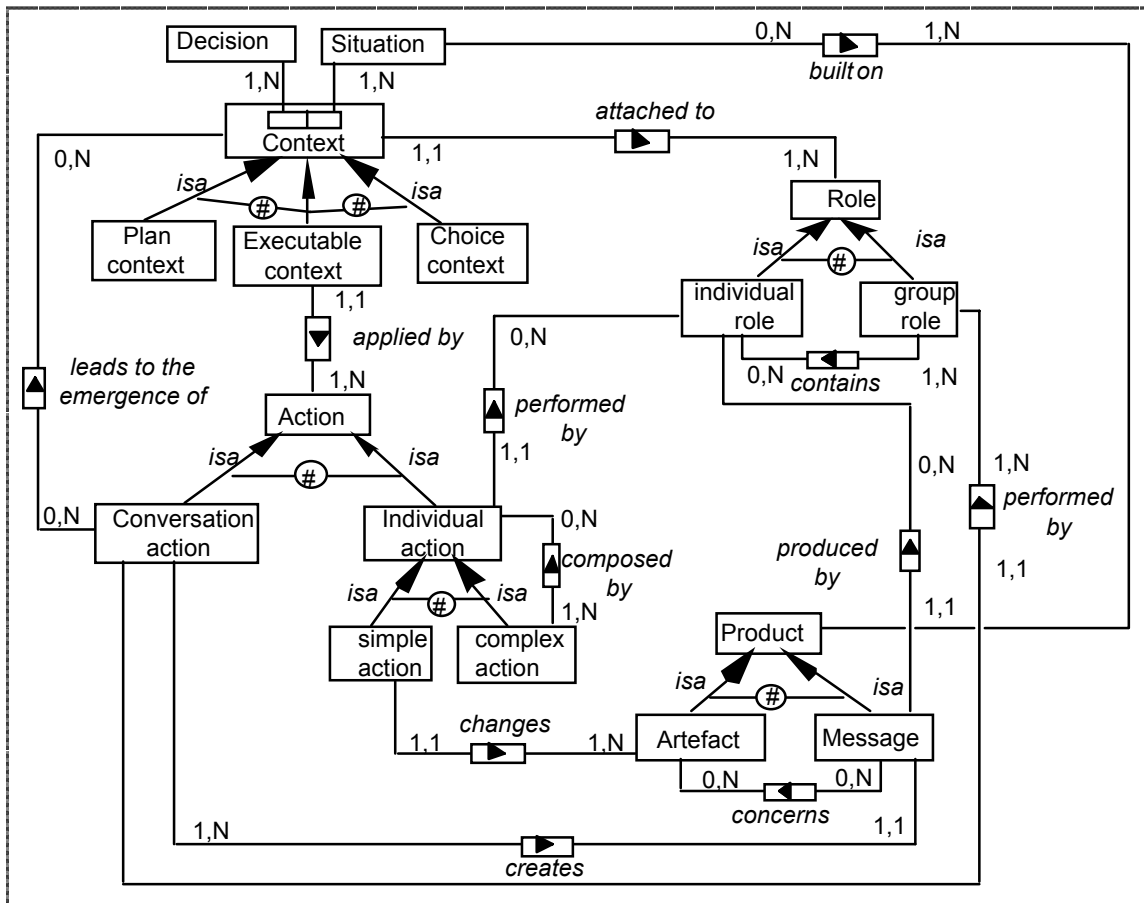 Decision
Situation
0,N
1,N
built on
1,N
1,N
attached to
Context
0,N
1,1
1,N
isa
isa
#
#
Role
Plan
context
Executable
context
Choice
context
isa
isa
#
individual
role
group
role
1,1
applied by
0,N
0,N
contains
1,N
leads to the
emergence of
1,N
performed
by
Action
isa
isa
#
1,1
0,N
1,N
0,N
Conversation
action
Individual
action
0,N
performed
by
composed
by
produced
by
1,1
isa
#
isa
1,N
1,1
simple
action
complex
action
Product
isa
#
isa
changes
1,1
1,N
Artefact
Message
0,N
0,N
concerns
1,N
1,1
creates